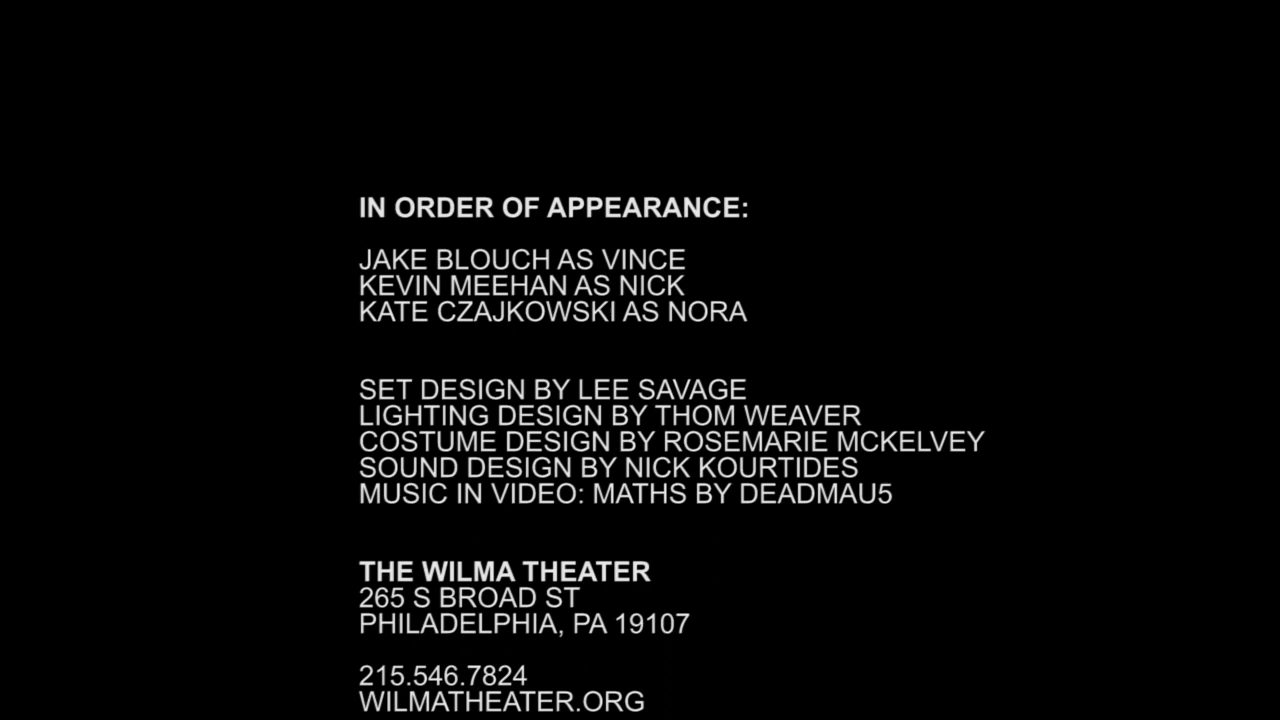 IN ORDER OF APPEARANCE:
JAKE BLOUCH AS VINCE
KEVIN MEEHAN AS NICK
KATE CZAJKOWSKI AS NORA
SET DESIGN BY LEE SAVAGE
LIGHTING DESIGN BY THOM WEAVER
COSTUME DESIGN BY ROSEMARIE MCKELVEY
SOUND DESIGN BY NICK KOURTIDES
MUSIC IN VIDEO: MATHS BY DEADMAU5
THE WILMA THEATER
265 S BROAD ST
PHILADELPHIA, PA 19107
215.546.7824
WILMATHEATER.ORG